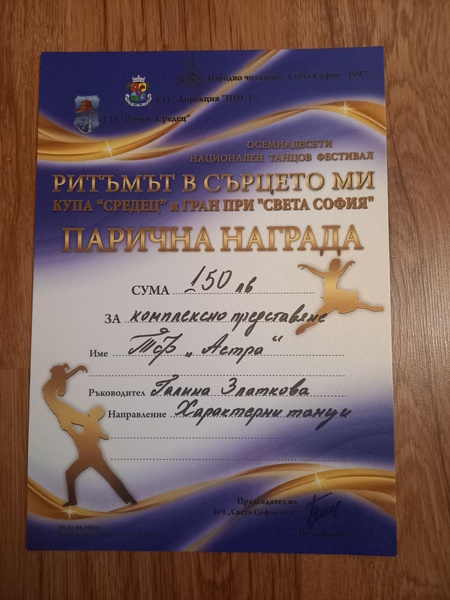 Народно читалище "Света София - 1997"
С.О., Дирекция "ПИСТ"
С.О., Район "Средец"
ОСЕМНАДЕСЕТИ
НАЦИОНАЛЕН ТАНЦОВ ФЕСТИВАЛ
РИТЪМЪТ В СЪРЦЕТО МИ
КУПА "СРЕДЕЦ" и ГРАН ПРИ "СВЕТА СОФИЯ"
ПАРИЧНА НАГРАДА
СУМА 150 лв
ЗА комплексно представяне
Име ТФ „Астра“
Ръководител Галина Златкова
Направление Характерни танци
Председател на
НЧ „Света София